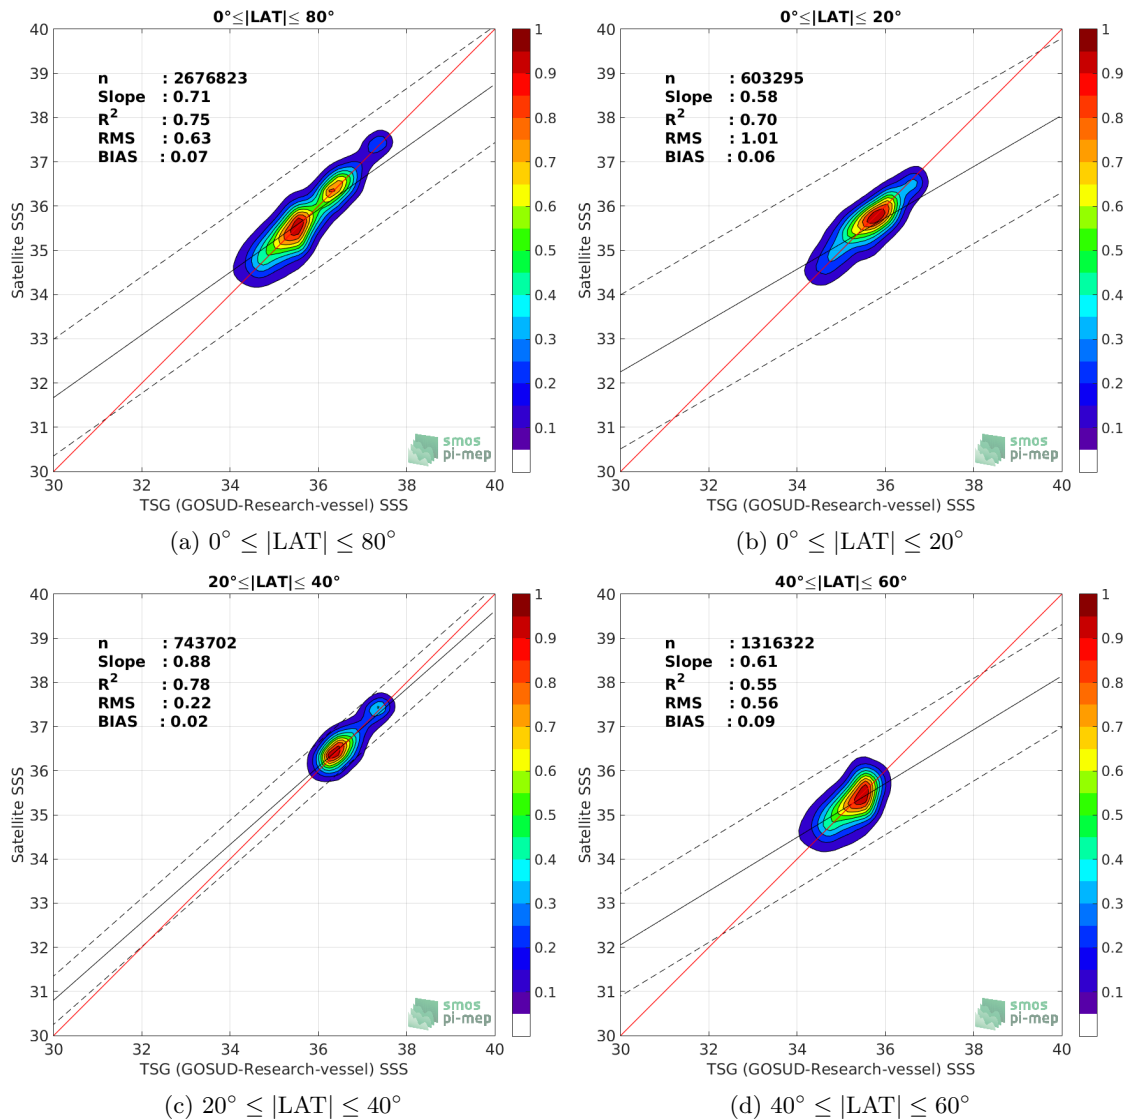 0°≤|LAT|≤ 80°
n : 2676823
Slope : 0.71
R² : 0.75
RMS : 0.63
BIAS : 0.07
Satellite SSS
40
39
38
37
36
35
34
33
32
31
30
30 32 34 36 38 40
TSG (GOSUD-Research-vessel) SSS
smos
pi-mep
1
0.9
0.8
0.7
0.6
0.5
0.4
0.3
0.2
0.1
(a) 0° ≤ |LAT| ≤ 80°
0°≤|LAT|≤ 20°
n : 603295
Slope : 0.58
R² : 0.70
RMS : 1.01
BIAS : 0.06
Satellite SSS
40
39
38
37
36
35
34
33
32
31
30
30 32 34 36 38 40
TSG (GOSUD-Research-vessel) SSS
smos
pi-mep
1
0.9
0.8
0.7
0.6
0.5
0.4
0.3
0.2
0.1
(b) 0° ≤ |LAT| ≤ 20°
20°≤|LAT|≤ 40°
n : 743702
Slope : 0.88
R² : 0.78
RMS : 0.22
BIAS : 0.02
Satellite SSS
40
39
38
37
36
35
34
33
32
31
30
30 32 34 36 38 40
TSG (GOSUD-Research-vessel) SSS
smos
pi-mep
1
0.9
0.8
0.7
0.6
0.5
0.4
0.3
0.2
0.1
(c) 20° ≤ |LAT| ≤ 40°
40°≤|LAT|≤ 60°
n : 1316322
Slope : 0.61
R² : 0.55
RMS : 0.56
BIAS : 0.09
Satellite SSS
40
39
38
37
36
35
34
33
32
31
30
30 32 34 36 38 40
TSG (GOSUD-Research-vessel) SSS
smos
pi-mep
1
0.9
0.8
0.7
0.6
0.5
0.4
0.3
0.2
0.1
(d) 40° ≤ |LAT| ≤ 60°